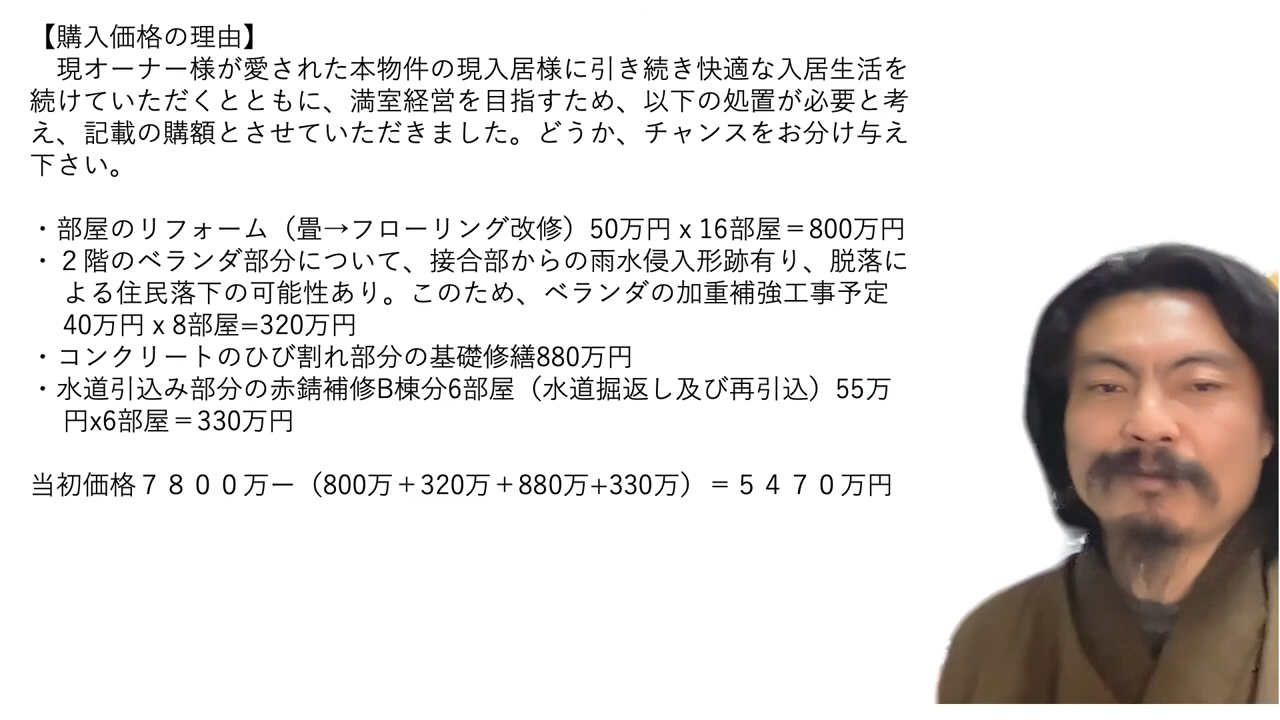 【購入価格の理由】
　現オーナー様が愛された本物件の現入居様に引き続き快適な入居生活を
続けていただくとともに、満室経営を目指すため、以下の処置が必要と考
え、記載の購額とさせていただきました。どうか、チャンスをお分け与え
下さい。
・部屋のリフォーム（畳→フローリング改修）50万円 x 16部屋＝800万円
・２階のベランダ部分について、接合部からの雨水侵入形跡有り、脱落に
よる住民落下の可能性あり。このため、ベランダの加重補強工事予定
40万円 x 8部屋=320万円
・コンクリートのひび割れ部分の基礎修繕880万円
・水道引込み部分の赤錆補修B棟分6部屋（水道掘返し及び再引込）55万
円x6部屋＝330万円
当初価格７８００万ー（800万＋320万＋880万+330万）＝５４７０万円